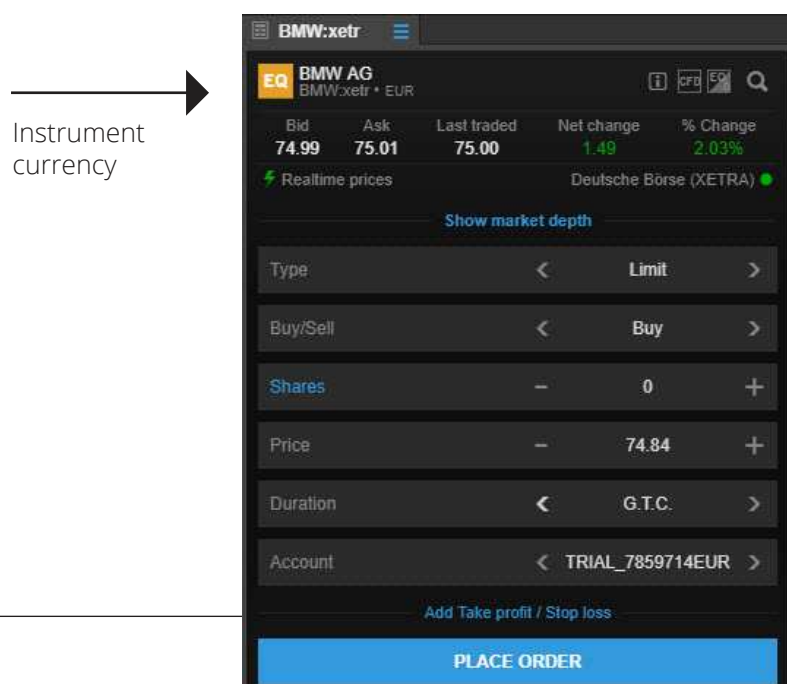 BMW:xetr
EQ BMW AG
BMW:xetr • EUR
CFD EQ
Instrument
currency
Bid Ask Last traded Net change % Change
74.99 75.01 75.00 1.49 2.03%
Realtime prices Deutsche Börse (XETRA)
Show market depth
Type Limit
Buy/Sell Buy
Shares − 0 +
Price − 74.84 +
Duration G.T.C.
Account TRIAL_7859714EUR
Add Take profit / Stop loss
PLACE ORDER